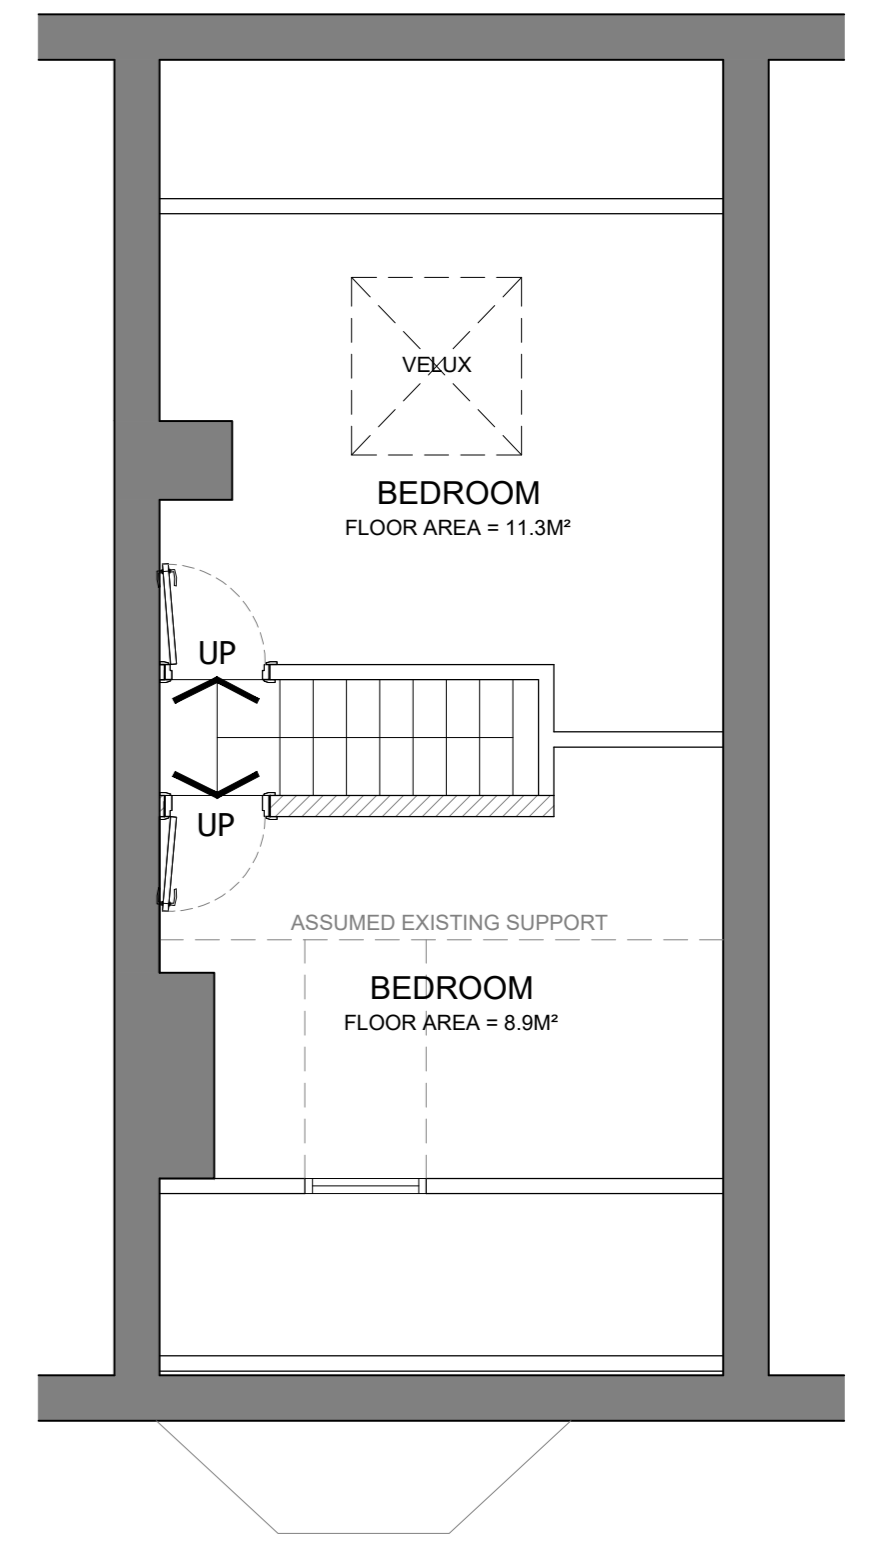 VELUX
BEDROOM
FLOOR AREA = 11.3M²
UP
UP
ASSUMED EXISTING SUPPORT
BEDROOM
FLOOR AREA = 8.9M²